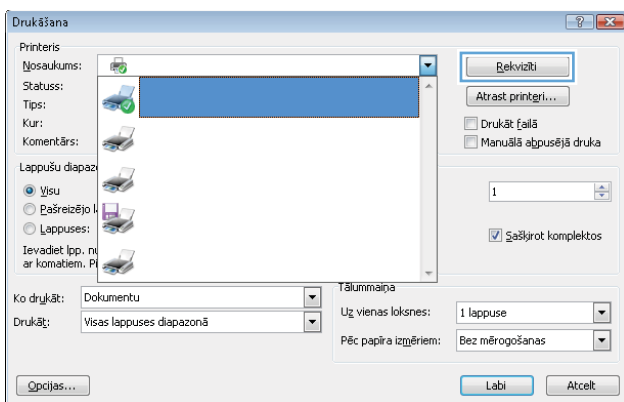 Drukāšana
Printeris
Nosaukums:
Rekvizīti
Statuss:
Tips:
Atrast printeri...
Kur:
Drukāt failā
Komentārs:
Manuālā abpusējā druka
Lappušu
Visu
1
Pašreizējo
Lappuses:
Sašķirot komplektos
Ievadiet lpp.
ar komatiem.
Tālummaiņa
Ko drukāt: Dokumentu
Uz vienas loksnes: 1 lappuse
Drukāt: Visas lappuses diapazonā
Pēc papīra izmēriem: Bez mērogošanas
Opcijas...
Labi
Atcelt